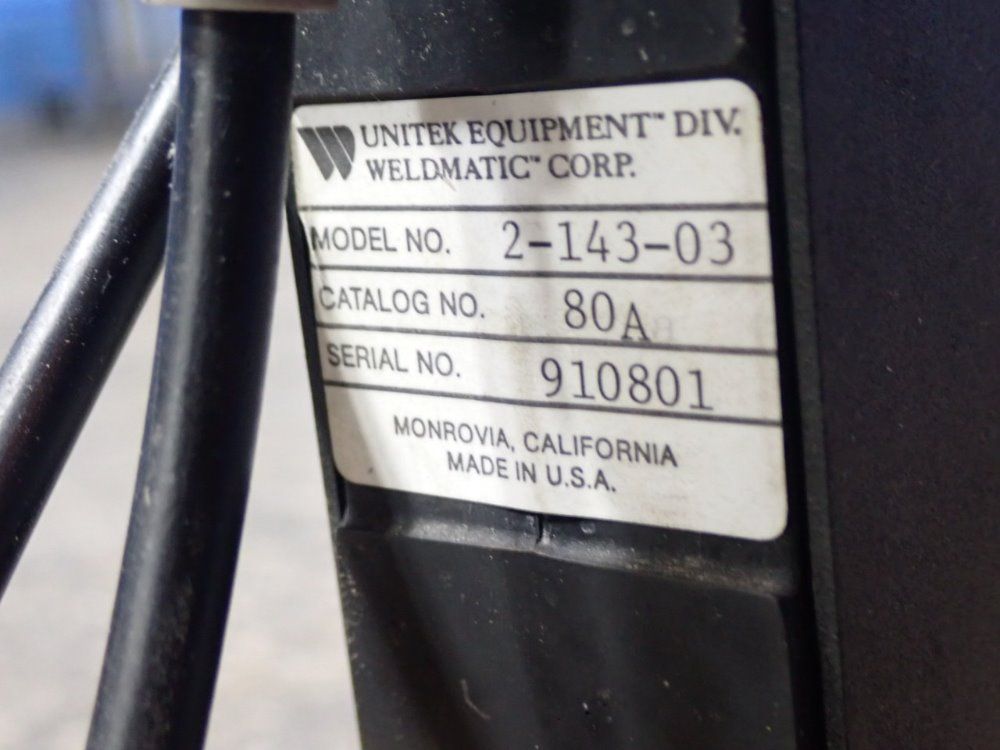 UNITEK EQUIPMENT™ DIV.
WELDMATIC™ CORP.
MODEL NO. 2-143-03
CATALOG NO. 80A
SERIAL NO. 910801
MONROVIA, CALIFORNIA
MADE IN U.S.A.